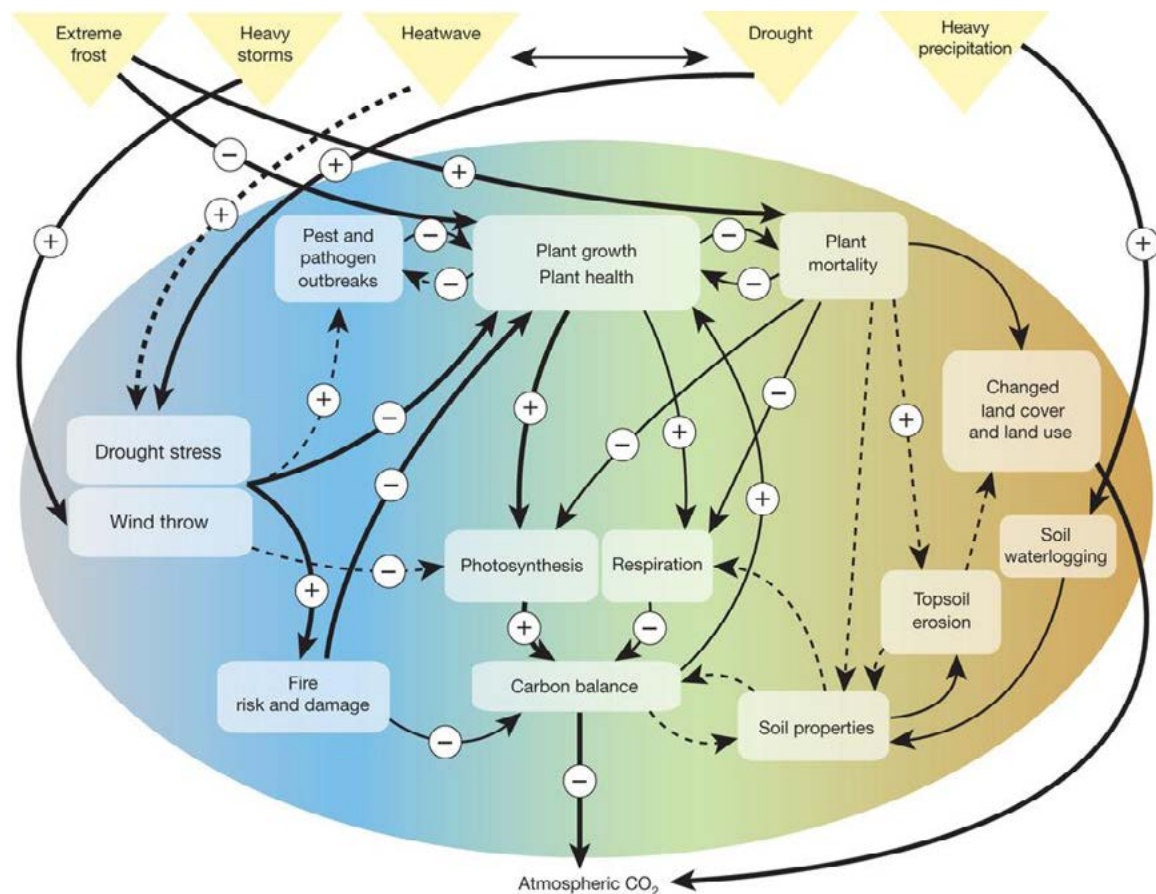 Extreme
frost
Heavy
storms
Heatwave
Drought
Heavy
precipitation
−
+
+
+
+
+
Pest and
pathogen
outbreaks
−
−
Plant growth
Plant health
−
−
Plant
mortality
Changed
land cover
and land use
Drought stress
Wind throw
+
−
−
+
+
−
−
+
+
−
+
Photosynthesis
Respiration
Soil
waterlogging
Topsoil
erosion
+
−
Fire
risk and damage
−
Carbon balance
Soil properties
−
Atmospheric CO₂